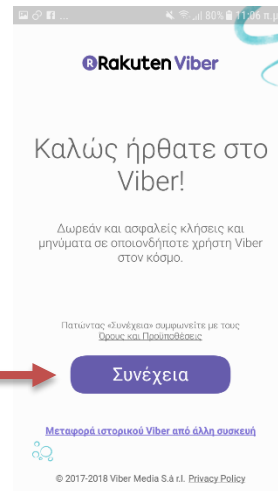 80% 11:06 π.μ.
Rakuten Viber
Καλώς ήρθατε στο
Viber!
Δωρεάν και ασφαλείς κλήσεις και
μηνύματα σε οποιονδήποτε χρήστη Viber
στον κόσμο.
Πατώντας «Συνέχεια» συμφωνείτε με τους
Όρους και Προϋποθέσεις
Συνέχεια
Μεταφορά ιστορικού Viber από άλλη συσκευή
© 2017-2018 Viber Media S.à r.l. Privacy Policy